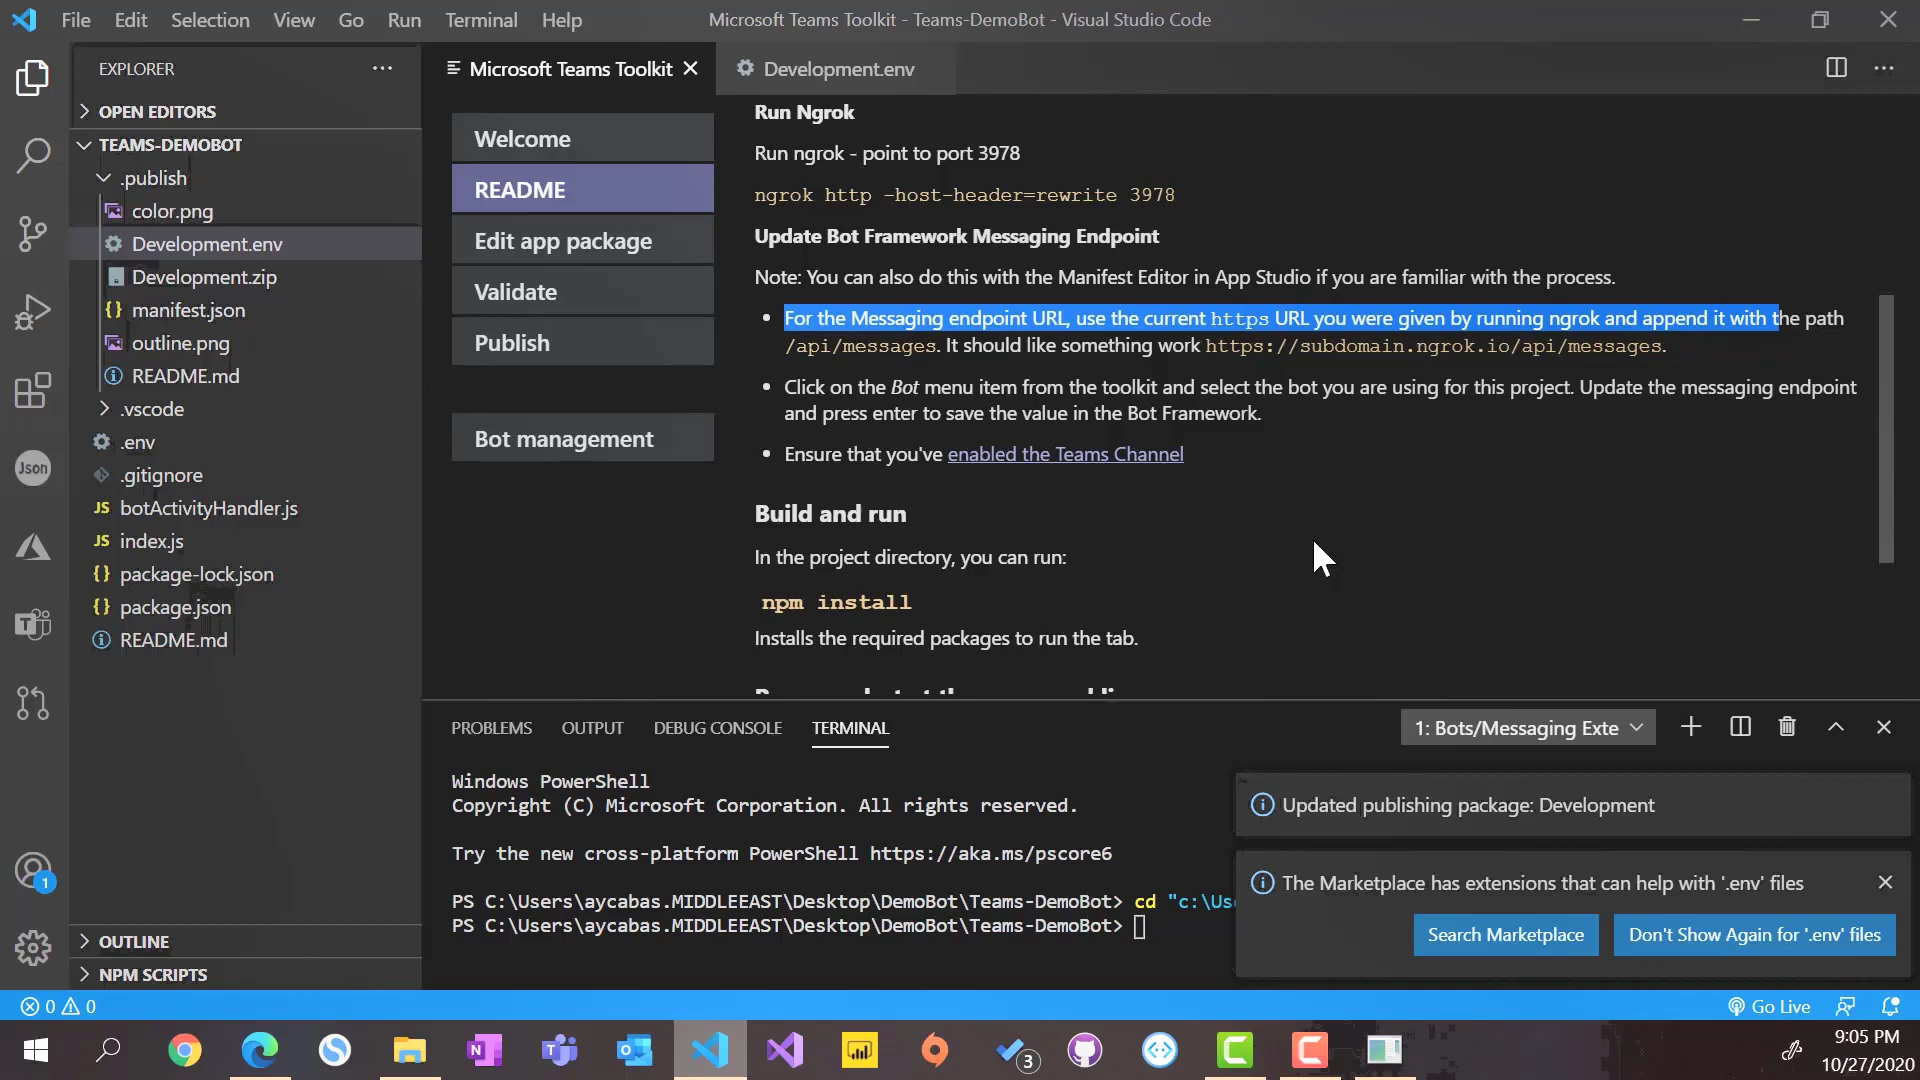 File Edit Selection View Go Run Terminal Help
Microsoft Teams Toolkit - Teams-DemoBot - Visual Studio Code
EXPLORER
OPEN EDITORS
TEAMS-DEMOBOT
.publish
color.png
Development.env
Development.zip
manifest.json
outline.png
README.md
.vscode
.env
.gitignore
JS botActivityHandler.js
JS index.js
{} package-lock.json
{} package.json
README.md
OUTLINE
NPM SCRIPTS
Json
1
Microsoft Teams Toolkit
Development.env
Welcome
README
Edit app package
Validate
Publish
Bot management
Run Ngrok
Run ngrok - point to port 3978
ngrok http -host-header=rewrite 3978
Update Bot Framework Messaging Endpoint
Note: You can also do this with the Manifest Editor in App Studio if you are familiar with the process.
• For the Messaging endpoint URL, use the current https URL you were given by running ngrok and append it with the path
/api/messages. It should like something work https://subdomain.ngrok.io/api/messages.
• Click on the Bot menu item from the toolkit and select the bot you are using for this project. Update the messaging endpoint
and press enter to save the value in the Bot Framework.
• Ensure that you've enabled the Teams Channel
Build and run
In the project directory, you can run:
npm install
Installs the required packages to run the tab.
PROBLEMS OUTPUT DEBUG CONSOLE TERMINAL
1: Bots/Messaging Exte
Windows PowerShell
Copyright (C) Microsoft Corporation. All rights reserved.
Try the new cross-platform PowerShell https://aka.ms/pscore6
PS C:\Users\aycabas.MIDDLEEAST\Desktop\DemoBot\Teams-DemoBot> cd "c:\Us
PS C:\Users\aycabas.MIDDLEEAST\Desktop\DemoBot\Teams-DemoBot>
Updated publishing package: Development
The Marketplace has extensions that can help with '.env' files
Search Marketplace
Don't Show Again for '.env' files
0 0
Go Live
3
9:05 PM
10/27/2020